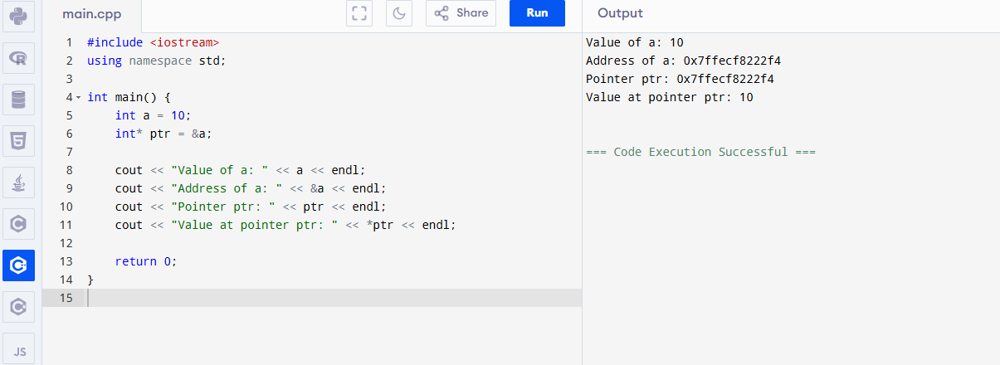 main.cpp
Share
Run
Output
1 #include <iostream>
2 using namespace std;
3
4 int main() {
5     int a = 10;
6     int* ptr = &a;
7
8     cout << "Value of a: " << a << endl;
9     cout << "Address of a: " << &a << endl;
10     cout << "Pointer ptr: " << ptr << endl;
11     cout << "Value at pointer ptr: " << *ptr << endl;
12
13     return 0;
14 }
15
Value of a: 10
Address of a: 0x7ffecf8222f4
Pointer ptr: 0x7ffecf8222f4
Value at pointer ptr: 10
=== Code Execution Successful ===
R
5
C
C
C
JS